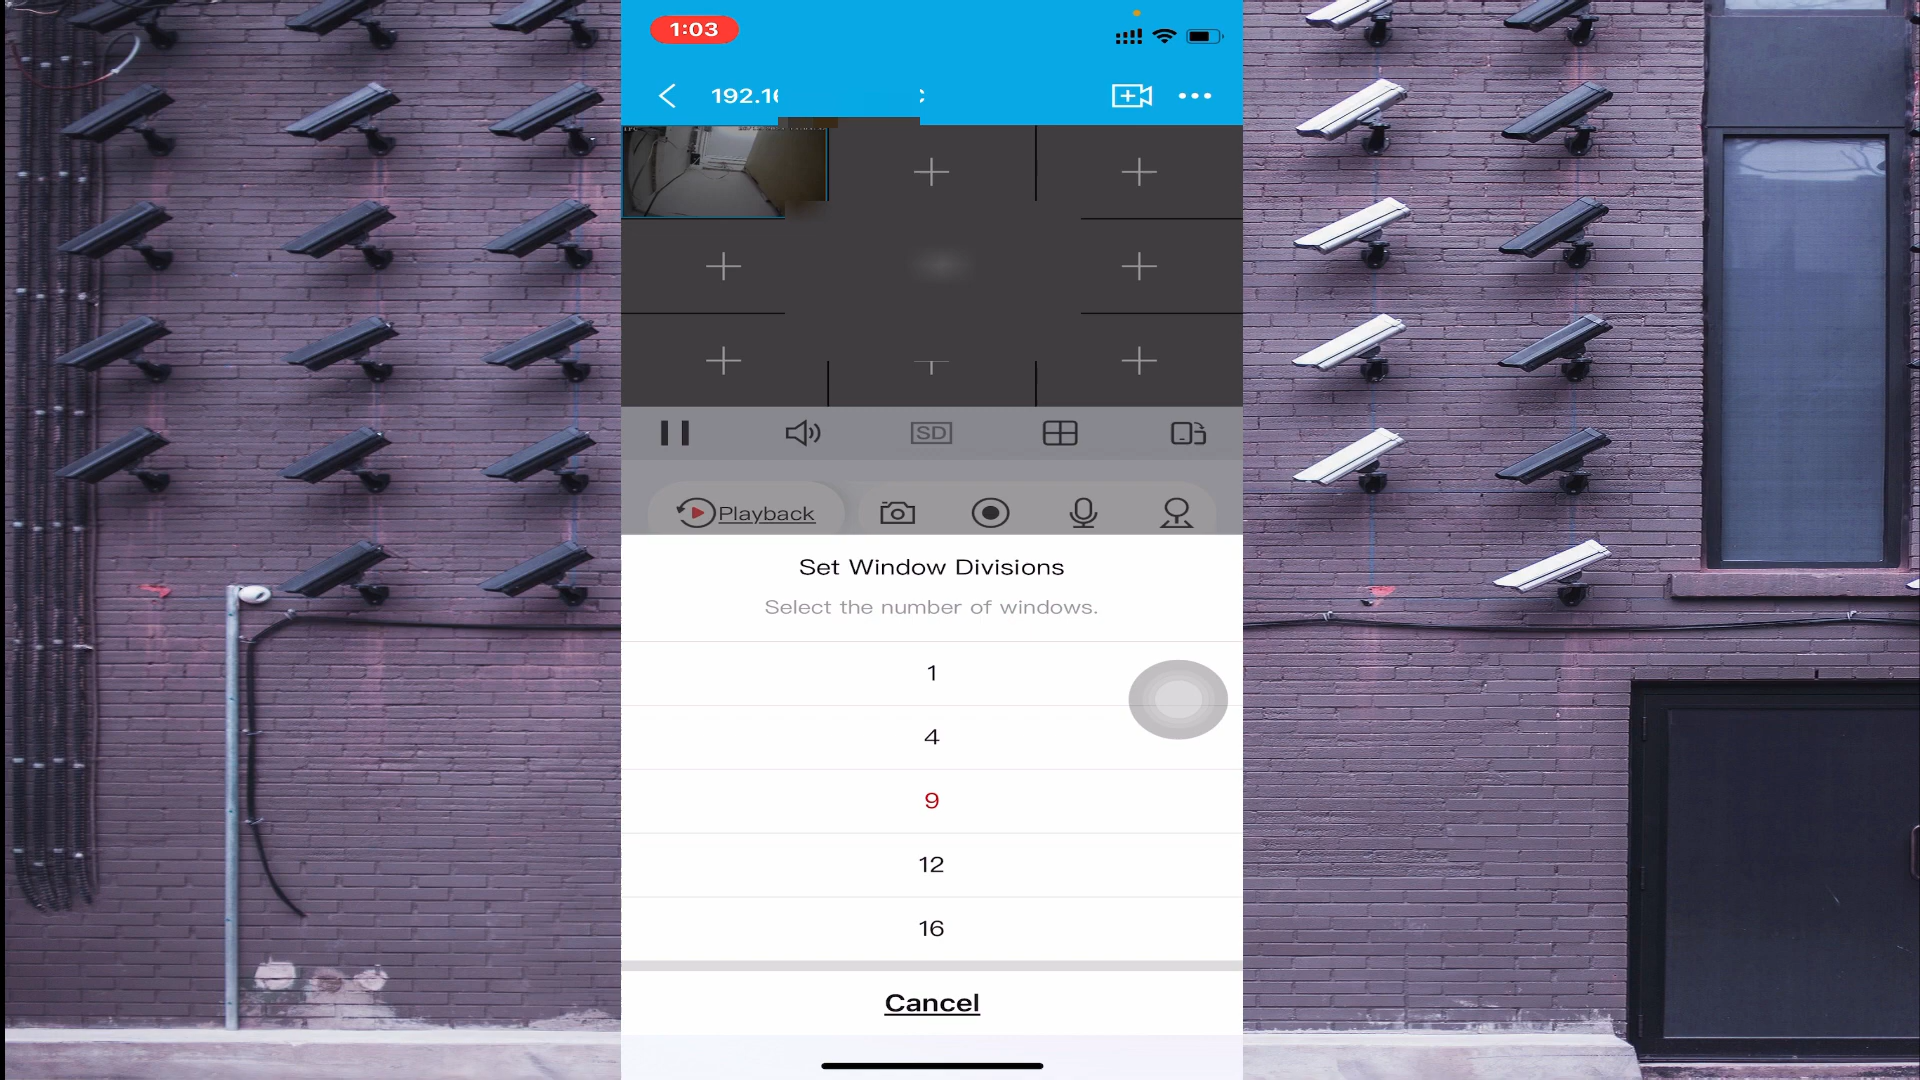 1:03
192.16
SD
Playback
Set Window Divisions
Select the number of windows.
1
4
9
12
16
Cancel